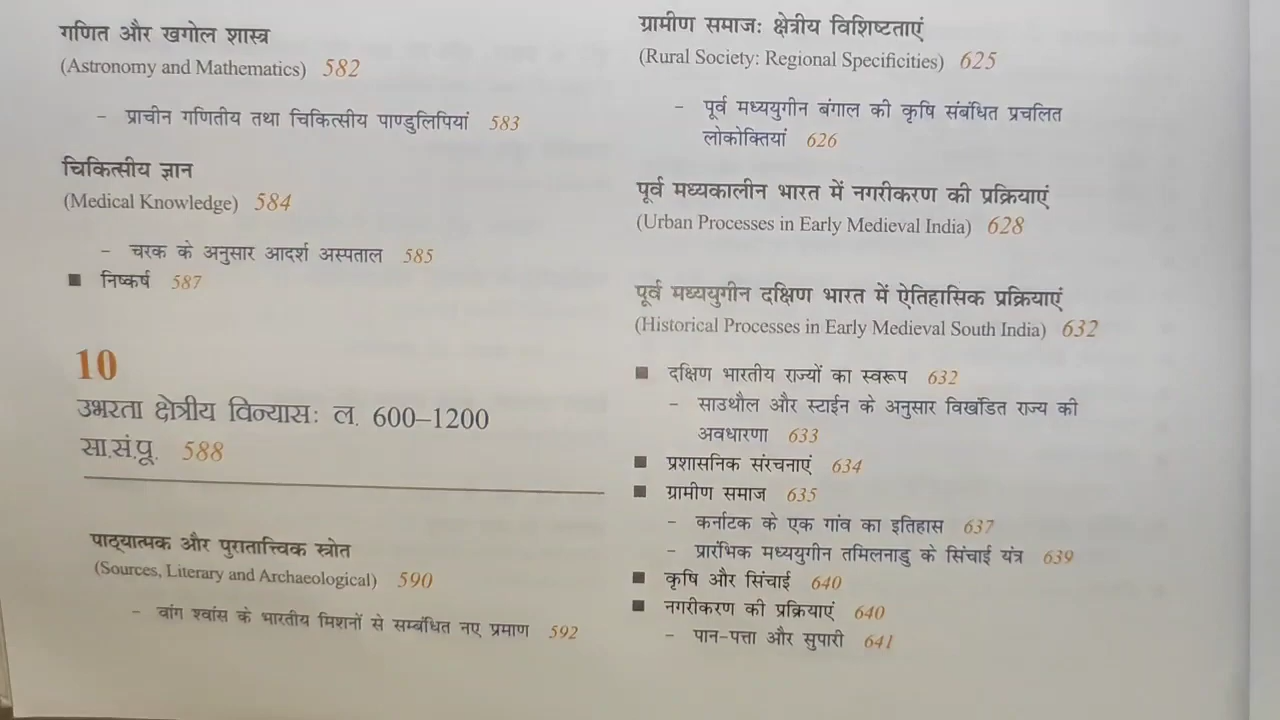 गणित और खगोल शास्त्र
(Astronomy and Mathematics) 582
– प्राचीन गणितीय तथा चिकित्सीय पाण्डुलिपियां 583
चिकित्सीय ज्ञान
(Medical Knowledge) 584
– चरक के अनुसार आदर्श अस्पताल 585
■ निष्कर्ष 587
10
उभरता क्षेत्रीय विन्यासः ल. 600–1200
सा.सं.पू. 588
पाठ्यात्मक और पुरातात्त्विक स्त्रोत
(Sources, Literary and Archaeological) 590
– वांग श्वांस के भारतीय मिशनों से सम्बंधित नए प्रमाण 592
ग्रामीण समाजः क्षेत्रीय विशिष्टताएं
(Rural Society: Regional Specificities) 625
– पूर्व मध्ययुगीन बंगाल की कृषि संबंधित प्रचलित
लोकोक्तियां 626
पूर्व मध्यकालीन भारत में नगरीकरण की प्रक्रियाएं
(Urban Processes in Early Medieval India) 628
पूर्व मध्ययुगीन दक्षिण भारत में ऐतिहासिक प्रक्रियाएं
(Historical Processes in Early Medieval South India) 632
■ दक्षिण भारतीय राज्यों का स्वरूप 632
– साउथौल और स्टाईन के अनुसार विखंडित राज्य की
अवधारणा 633
■ प्रशासनिक संरचनाएं 634
■ ग्रामीण समाज 635
– कर्नाटक के एक गांव का इतिहास 637
– प्रारंभिक मध्ययुगीन तमिलनाडु के सिंचाई यंत्र 639
■ कृषि और सिंचाई 640
■ नगरीकरण की प्रक्रियाएं 640
– पान-पत्ता और सुपारी 641